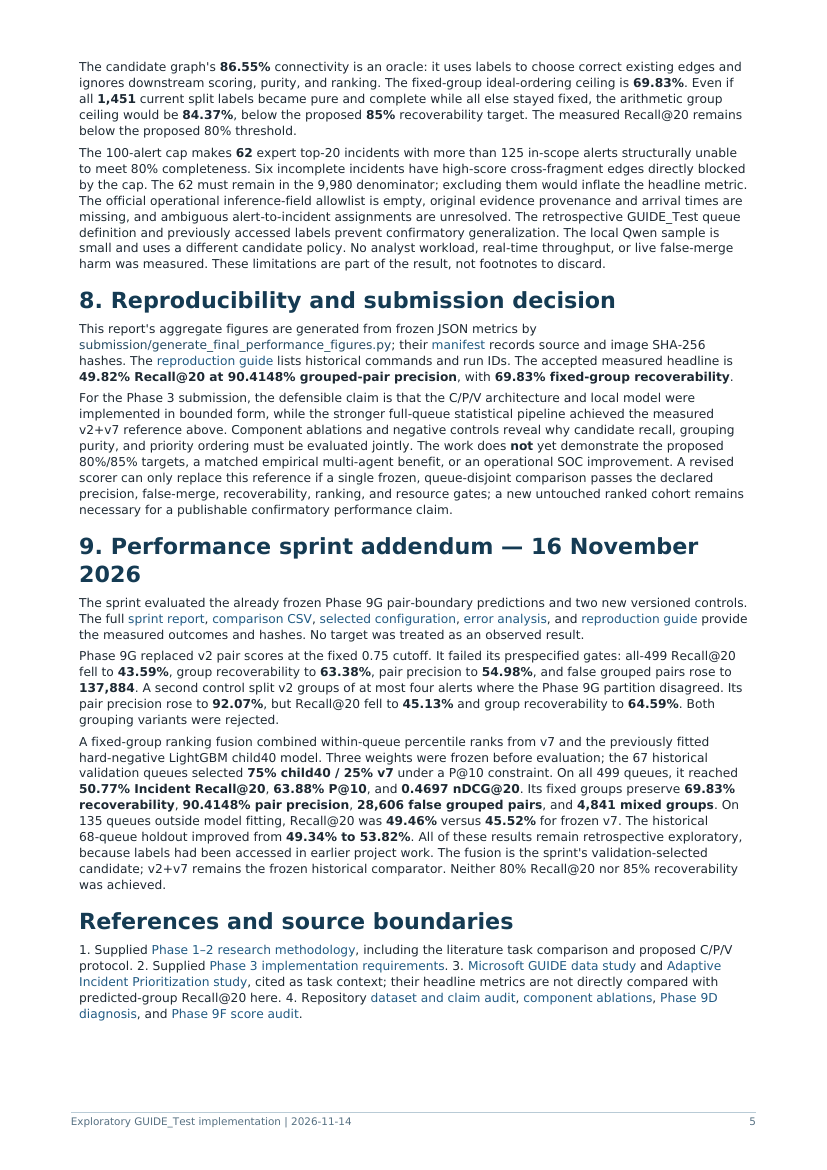 The candidate graph's 86.55% connectivity is an oracle: it uses labels to choose correct existing edges and
ignores downstream scoring, purity, and ranking. The fixed-group ideal-ordering ceiling is 69.83%. Even if
all 1,451 current split labels became pure and complete while all else stayed fixed, the arithmetic group
ceiling would be 84.37%, below the proposed 85% recoverability target. The measured Recall@20 remains
below the proposed 80% threshold.
The 100-alert cap makes 62 expert top-20 incidents with more than 125 in-scope alerts structurally unable
to meet 80% completeness. Six incomplete incidents have high-score cross-fragment edges directly blocked
by the cap. The 62 must remain in the 9,980 denominator; excluding them would inflate the headline metric.
The official operational inference-field allowlist is empty, original evidence provenance and arrival times are
missing, and ambiguous alert-to-incident assignments are unresolved. The retrospective GUIDE_Test queue
definition and previously accessed labels prevent confirmatory generalization. The local Qwen sample is
small and uses a different candidate policy. No analyst workload, real-time throughput, or live false-merge
harm was measured. These limitations are part of the result, not footnotes to discard.
8. Reproducibility and submission decision
This report's aggregate figures are generated from frozen JSON metrics by
submission/generate_final_performance_figures.py; their manifest records source and image SHA-256
hashes. The reproduction guide lists historical commands and run IDs. The accepted measured headline is
49.82% Recall@20 at 90.4148% grouped-pair precision, with 69.83% fixed-group recoverability.
For the Phase 3 submission, the defensible claim is that the C/P/V architecture and local model were
implemented in bounded form, while the stronger full-queue statistical pipeline achieved the measured
v2+v7 reference above. Component ablations and negative controls reveal why candidate recall, grouping
purity, and priority ordering must be evaluated jointly. The work does not yet demonstrate the proposed
80%/85% targets, a matched empirical multi-agent benefit, or an operational SOC improvement. A revised
scorer can only replace this reference if a single frozen, queue-disjoint comparison passes the declared
precision, false-merge, recoverability, ranking, and resource gates; a new untouched ranked cohort remains
necessary for a publishable confirmatory performance claim.
9. Performance sprint addendum — 16 November
2026
The sprint evaluated the already frozen Phase 9G pair-boundary predictions and two new versioned controls.
The full sprint report, comparison CSV, selected configuration, error analysis, and reproduction guide provide
the measured outcomes and hashes. No target was treated as an observed result.
Phase 9G replaced v2 pair scores at the fixed 0.75 cutoff. It failed its prespecified gates: all-499 Recall@20
fell to 43.59%, group recoverability to 63.38%, pair precision to 54.98%, and false grouped pairs rose to
137,884. A second control split v2 groups of at most four alerts where the Phase 9G partition disagreed. Its
pair precision rose to 92.07%, but Recall@20 fell to 45.13% and group recoverability to 64.59%. Both
grouping variants were rejected.
A fixed-group ranking fusion combined within-queue percentile ranks from v7 and the previously fitted
hard-negative LightGBM child40 model. Three weights were frozen before evaluation; the 67 historical
validation queues selected 75% child40 / 25% v7 under a P@10 constraint. On all 499 queues, it reached
50.77% Incident Recall@20, 63.88% P@10, and 0.4697 nDCG@20. Its fixed groups preserve 69.83%
recoverability, 90.4148% pair precision, 28,606 false grouped pairs, and 4,841 mixed groups. On
135 queues outside model fitting, Recall@20 was 49.46% versus 45.52% for frozen v7. The historical
68-queue holdout improved from 49.34% to 53.82%. All of these results remain retrospective exploratory,
because labels had been accessed in earlier project work. The fusion is the sprint's validation-selected
candidate; v2+v7 remains the frozen historical comparator. Neither 80% Recall@20 nor 85% recoverability
was achieved.
References and source boundaries
1. Supplied Phase 1–2 research methodology, including the literature task comparison and proposed C/P/V
protocol. 2. Supplied Phase 3 implementation requirements. 3. Microsoft GUIDE data study and Adaptive
Incident Prioritization study, cited as task context; their headline metrics are not directly compared with
predicted-group Recall@20 here. 4. Repository dataset and claim audit, component ablations, Phase 9D
diagnosis, and Phase 9F score audit.
Exploratory GUIDE_Test implementation | 2026-11-14
5